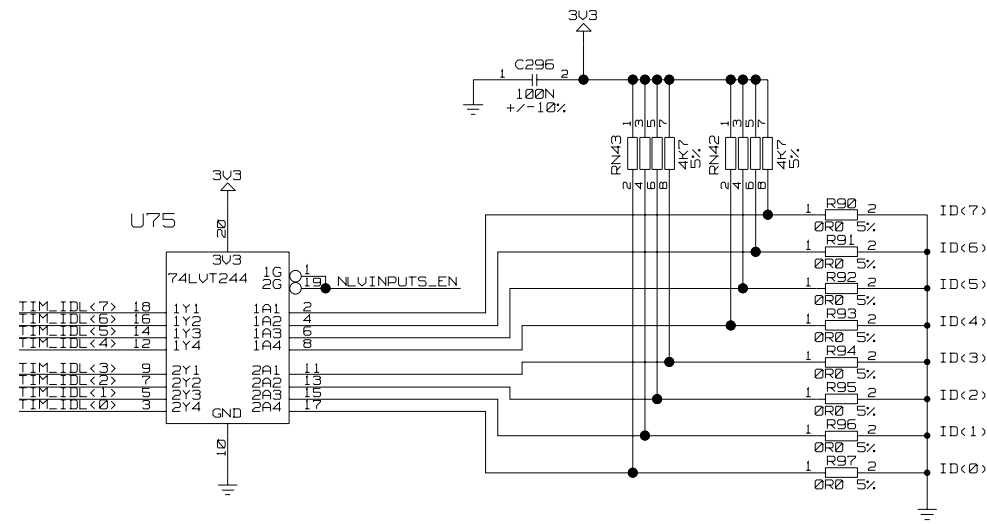 3V3
C296
1 2
100N
+/-10%
1 3 5 7 1 3 5 7
RN43 4K7 5% RN42 4K7 5%
2 4 6 8 2 4 6 8
3V3
U75
20
1 R90 2 ID(7)
0R0 5%
3V3
74LVT244
1G 1
2G 19 NLVINPUTS_EN
1 R91 2 ID(6)
0R0 5%
1 R92 2 ID(5)
0R0 5%
TIM_IDL<7> 18 1Y1 1A1 2
TIM_IDL<6> 16 1Y2 1A2 4
TIM_IDL<5> 14 1Y3 1A3 6
TIM_IDL<4> 12 1Y4 1A4 8
1 R93 2 ID(4)
0R0 5%
TIM_IDL<3> 9 2Y1 2A1 11
TIM_IDL<2> 7 2Y2 2A2 13
TIM_IDL<1> 5 2Y3 2A3 15
TIM_IDL<0> 3 2Y4 2A4 17
GND
10
1 R94 2 ID(3)
0R0 5%
1 R95 2 ID(2)
0R0 5%
1 R96 2 ID(1)
0R0 5%
1 R97 2 ID(0)
0R0 5%